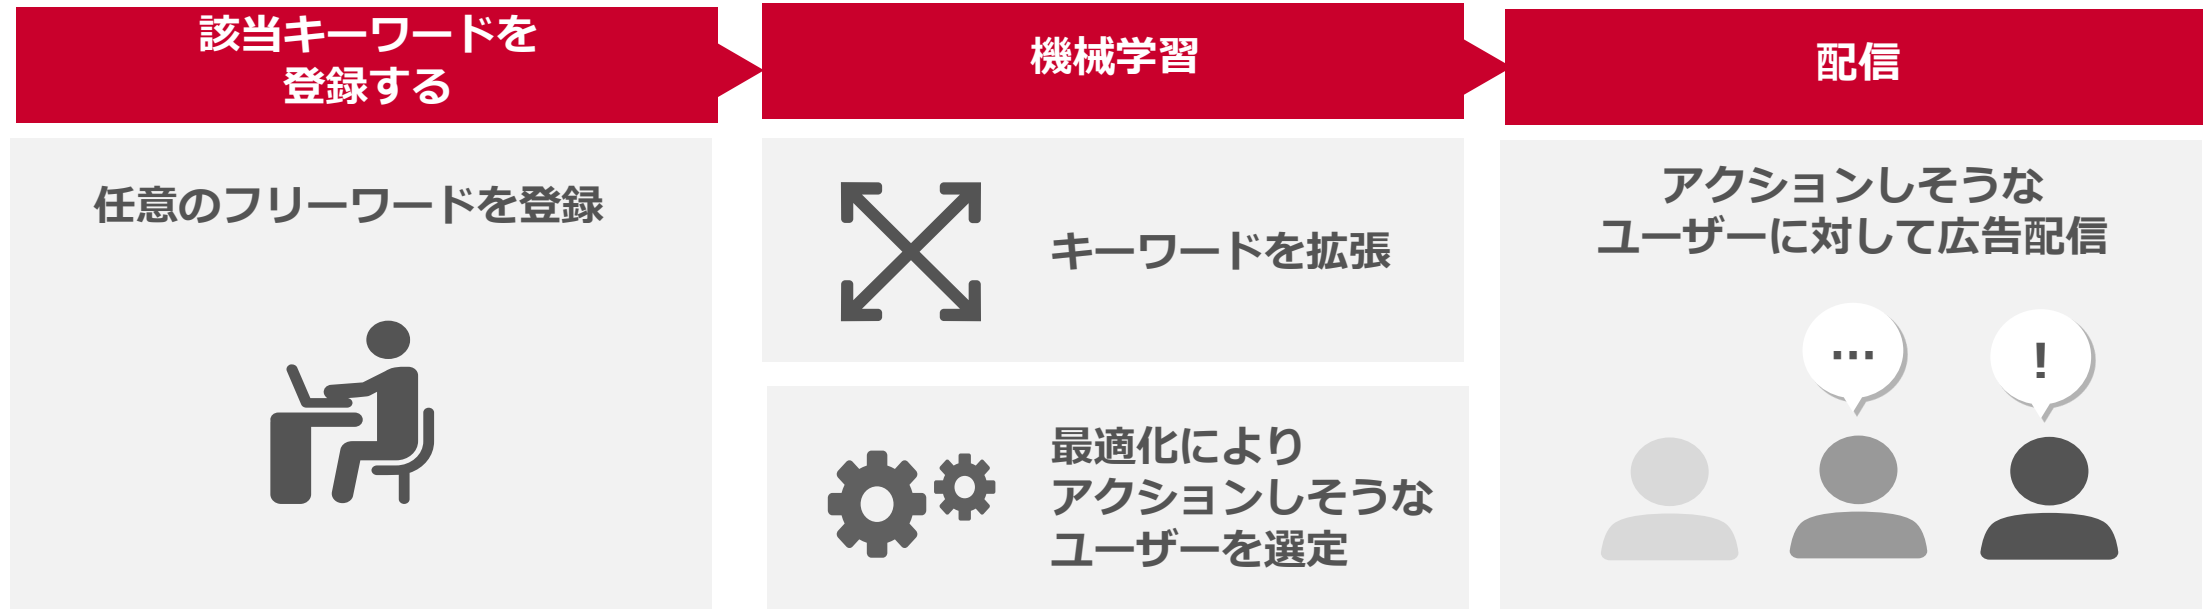 該当キーワードを
登録する
機械学習
配信
任意のフリーワードを登録
キーワードを拡張
最適化により
アクションしそうな
ユーザーを選定
アクションしそうな
ユーザーに対して広告配信
…
!